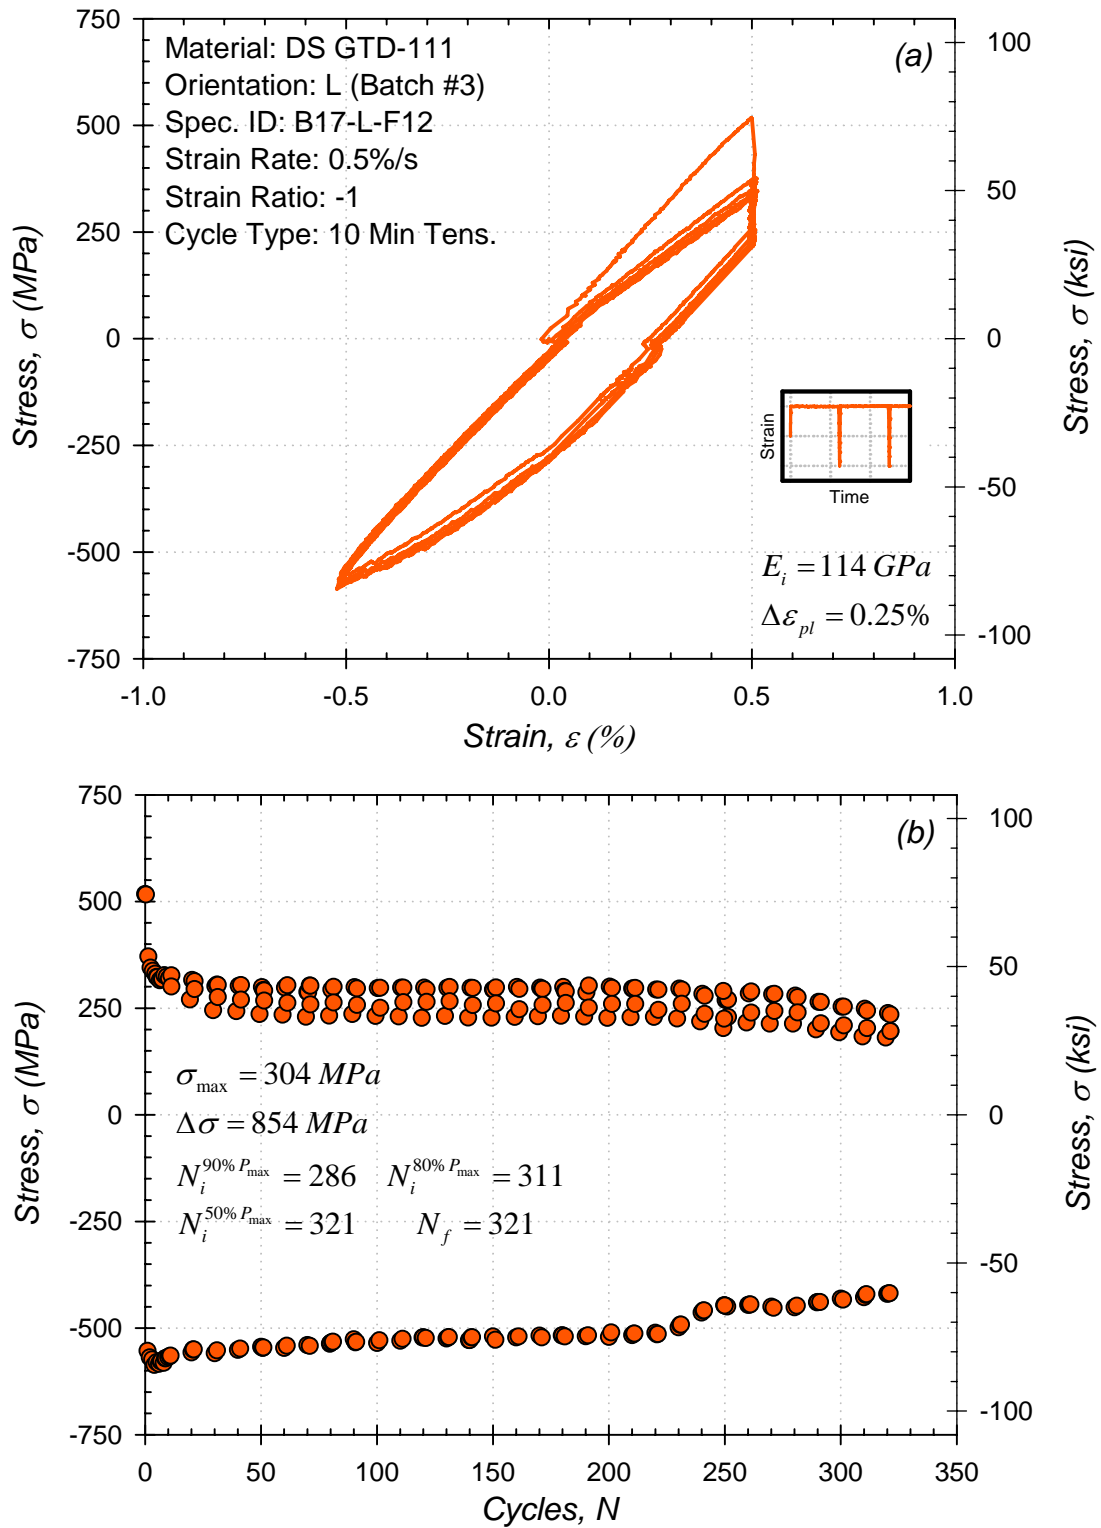 750
500
250
0
-250
-500
-750
Stress, σ (MPa)
100
50
0
-50
-100
Stress, σ (ksi)
(a)
Material: DS GTD-111
Orientation: L (Batch #3)
Spec. ID: B17-L-F12
Strain Rate: 0.5%/s
Strain Ratio: -1
Cycle Type: 10 Min Tens.
Strain
Time
E_i = 114 GPa
Δε_pl = 0.25%
-1.0 -0.5 0.0 0.5 1.0
Strain, ε (%)
750
500
250
0
-250
-500
-750
Stress, σ (MPa)
100
50
0
-50
-100
Stress, σ (ksi)
(b)
σ_max = 304 MPa
Δσ = 854 MPa
N_i^90% P_max = 286 N_i^80% P_max = 311
N_i^50% P_max = 321 N_f = 321
0 50 100 150 200 250 300 350
Cycles, N